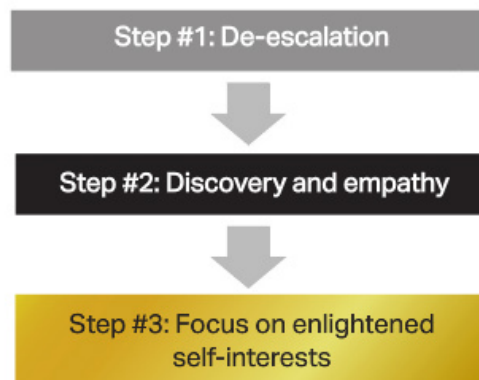 Step #1: De-escalation
Step #2: Discovery and empathy
Step #3: Focus on enlightened
self-interests